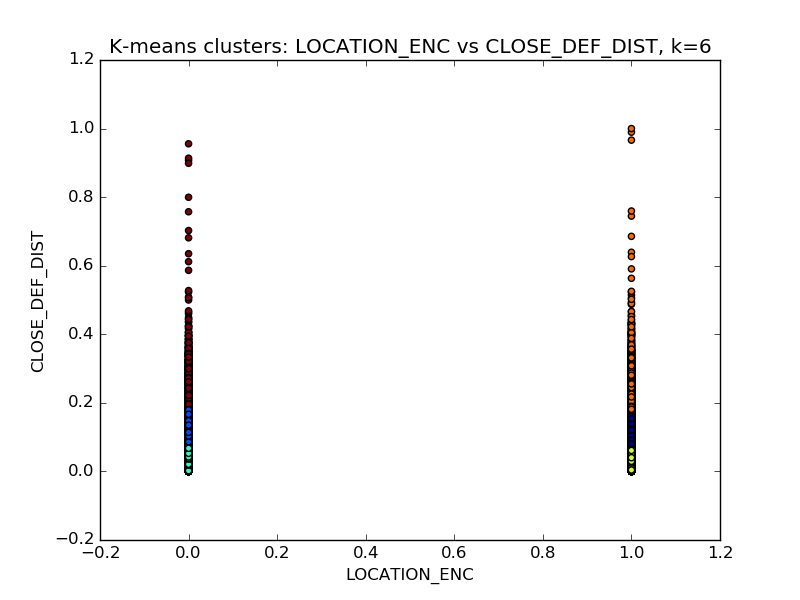 K-means clusters: LOCATION_ENC vs CLOSE_DEF_DIST, k=6
1.2
1.0
0.8
0.6
0.4
0.2
0.0
−0.2
CLOSE_DEF_DIST
−0.2 0.0 0.2 0.4 0.6 0.8 1.0 1.2
LOCATION_ENC